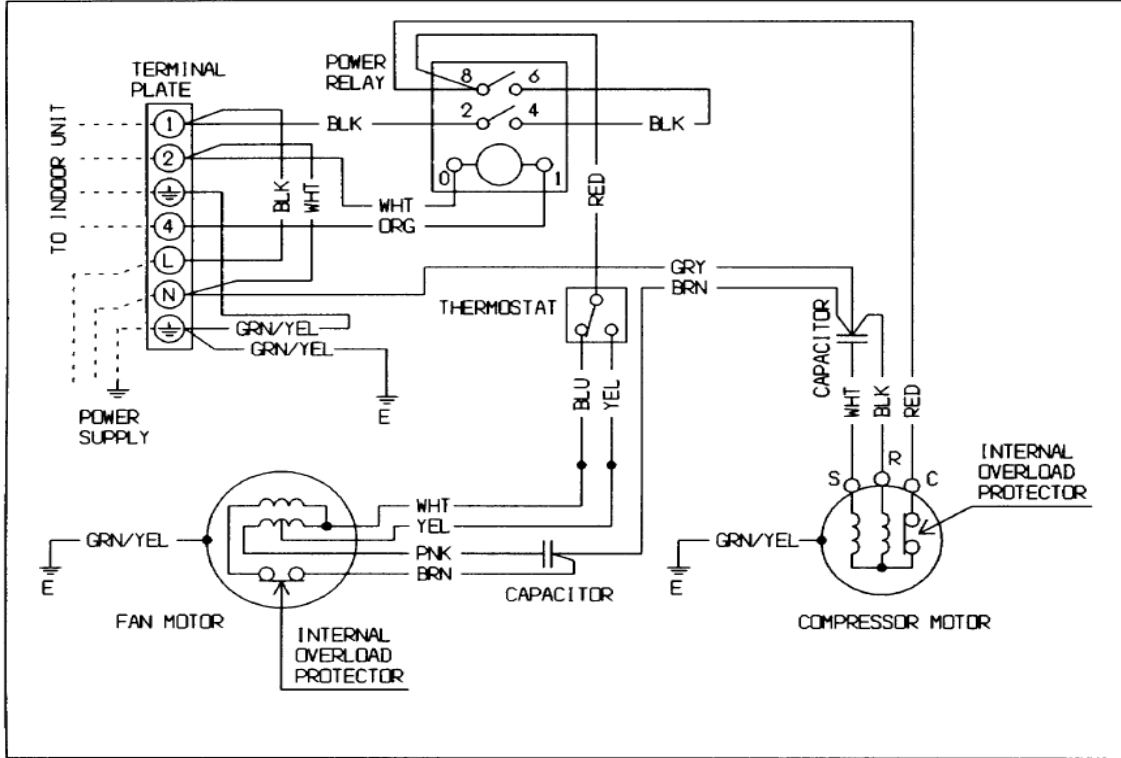 TERMINAL
PLATE
POWER
RELAY
8
6
2
4
0
1
1
2
4
L
N
TO INDOOR UNIT
BLK
BLK
BLK
WHT
WHT
ORG
RED
GRY
BRN
THERMOSTAT
GRN/YEL
GRN/YEL
E
POWER
SUPPLY
BLU
YEL
CAPACITOR
WHT
BLK
RED
S
R
C
INTERNAL
OVERLOAD
PROTECTOR
WHT
YEL
PNK
BRN
CAPACITOR
GRN/YEL
E
FAN MOTOR
INTERNAL
OVERLOAD
PROTECTOR
GRN/YEL
E
COMPRESSOR MOTOR